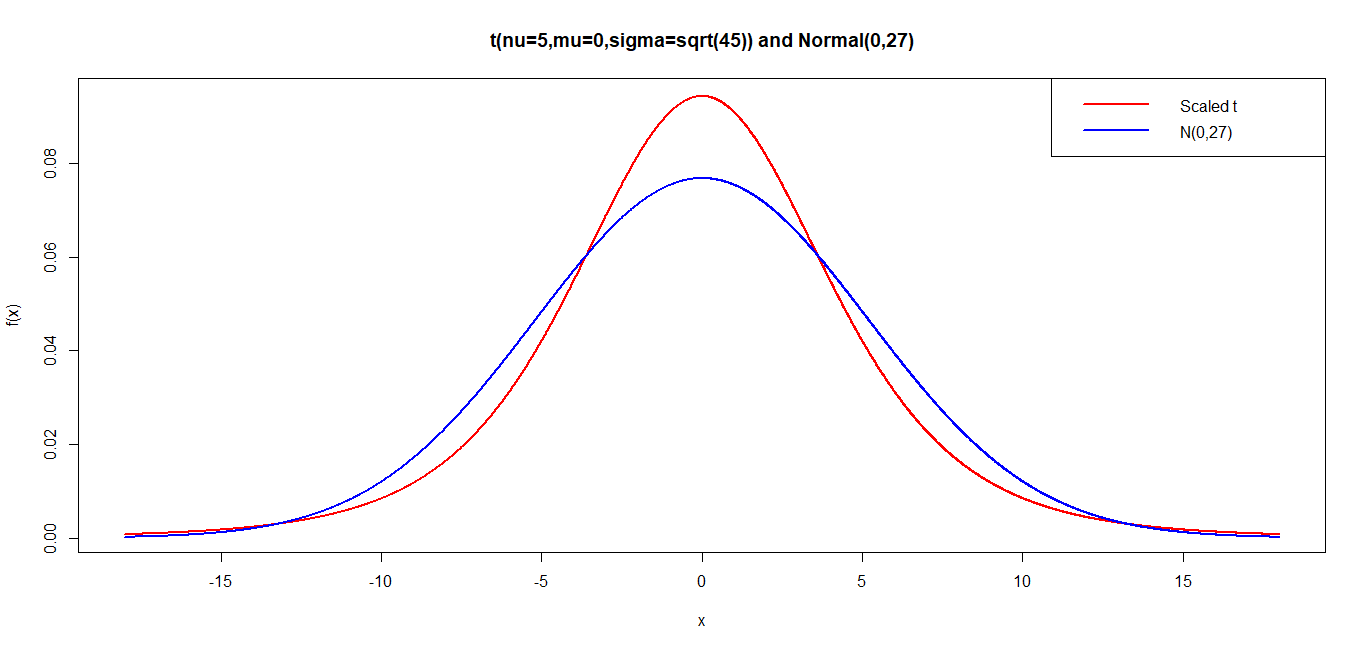 t(nu=5,mu=0,sigma=sqrt(45)) and Normal(0,27)
Scaled t
N(0,27)
f(x)
0.08
0.06
0.04
0.02
0.00
-15 -10 -5 0 5 10 15
x